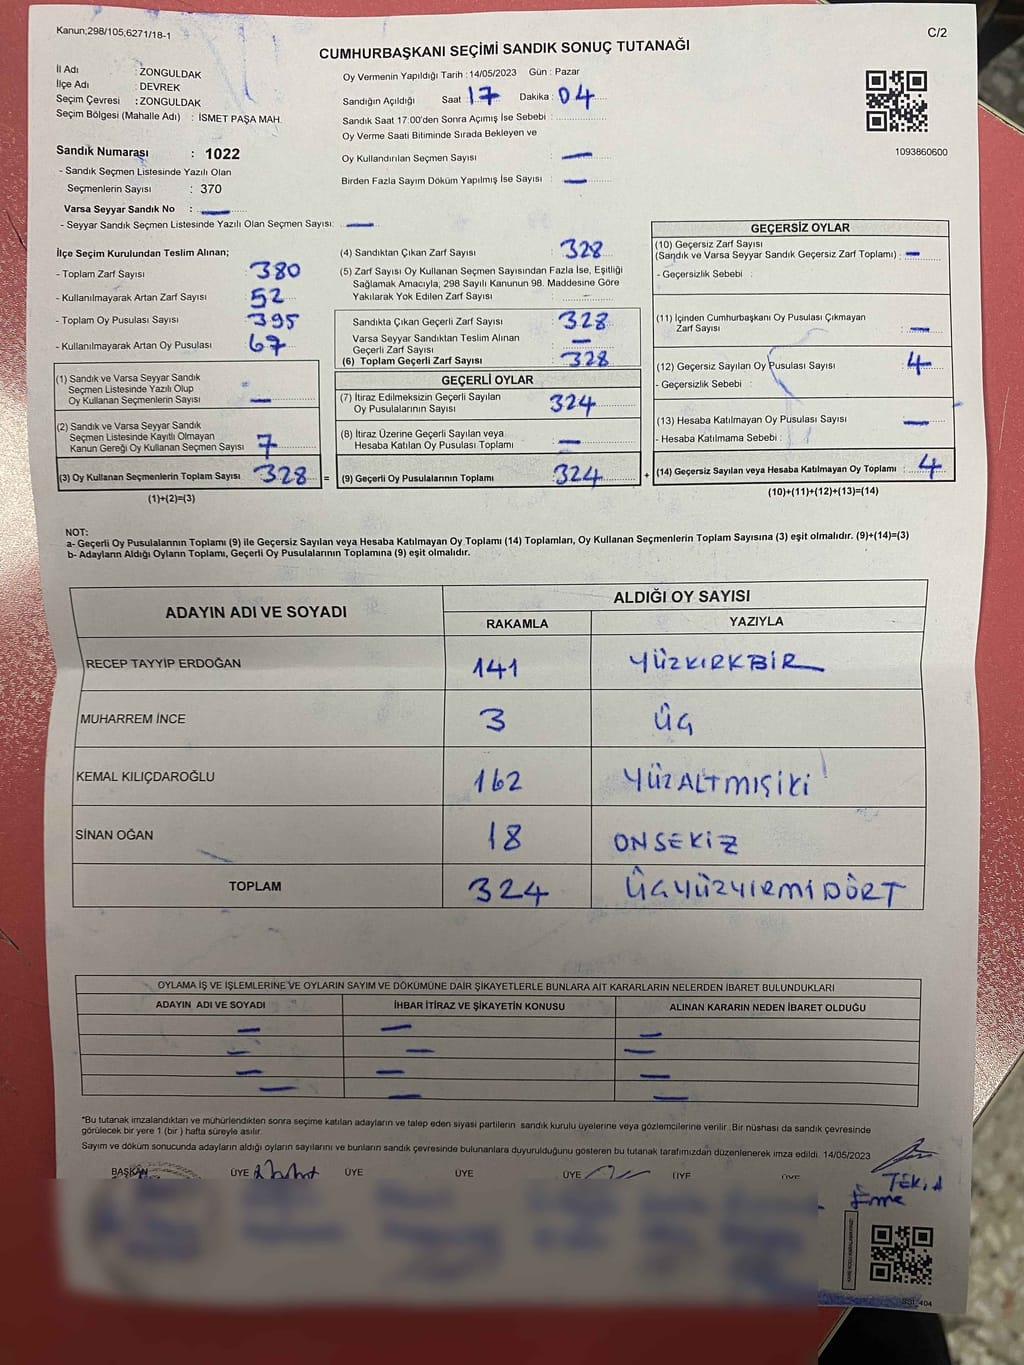 Kanun,298/105,6271/18-1
C/2
CUMHURBAŞKANI SEÇİMİ SANDIK SONUÇ TUTANAĞI
İl Adı : ZONGULDAK
İlçe Adı : DEVREK
Seçim Çevresi : ZONGULDAK
Seçim Bölgesi (Mahalle Adı) : İSMET PAŞA MAH.
Oy Vermenin Yapıldığı Tarih : 14/05/2023 Gün : Pazar
Sandığın Açıldığı Saat : 17 Dakika : 04
Sandık Saat 17:00'den Sonra Açımış İse Sebebi :
Oy Verme Saati Bitiminde Sırada Bekleyen ve
Oy Kullandırılan Seçmen Sayısı : —
Birden Fazla Sayım Döküm Yapılmış İse Sayısı : —
1093860600
Sandık Numarası : 1022
- Sandık Seçmen Listesinde Yazılı Olan
Seçmenlerin Sayısı : 370
Varsa Seyyar Sandık No : —
- Seyyar Sandık Seçmen Listesinde Yazılı Olan Seçmen Sayısı: —
İlçe Seçim Kurulundan Teslim Alınan;
- Toplam Zarf Sayısı 380
- Kullanılmayarak Artan Zarf Sayısı 52
- Toplam Oy Pusulası Sayısı 395
- Kullanılmayarak Artan Oy Pusulası 67
(1) Sandık ve Varsa Seyyar Sandık
Seçmen Listesinde Yazılı Olup
Oy Kullanan Seçmenlerin Sayısı —
(2) Sandık ve Varsa Seyyar Sandık
Seçmen Listesinde Kayıtlı Olmayan
Kanun Gereği Oy Kullanan Seçmen Sayısı 7
(3) Oy Kullanan Seçmenlerin Toplam Sayısı 328 =
(1)+(2)=(3)
(4) Sandıktan Çıkan Zarf Sayısı 328
(5) Zarf Sayısı Oy Kullanan Seçmen Sayısından Fazla İse, Eşitliği
Sağlamak Amacıyla, 298 Sayılı Kanunun 98. Maddesine Göre
Yakılarak Yok Edilen Zarf Sayısı :
Sandıkta Çıkan Geçerli Zarf Sayısı 328
Varsa Seyyar Sandıktan Teslim Alınan
Geçerli Zarf Sayısı —
(6) Toplam Geçerli Zarf Sayısı 328
GEÇERLİ OYLAR
(7) İtiraz Edilmeksizin Geçerli Sayılan
Oy Pusulalarının Sayısı 324
(8) İtiraz Üzerine Geçerli Sayılan veya
Hesaba Katılan Oy Pusulası Toplamı —
(9) Geçerli Oy Pusulalarının Toplamı 324 +
GEÇERSİZ OYLAR
(10) Geçersiz Zarf Sayısı
(Sandık ve Varsa Seyyar Sandık Geçersiz Zarf Toplamı) : —
- Geçersizlik Sebebi :
(11) İçinden Cumhurbaşkanı Oy Pusulası Çıkmayan
Zarf Sayısı : —
(12) Geçersiz Sayılan Oy Pusulası Sayısı : 4
- Geçersizlik Sebebi :
(13) Hesaba Katılmayan Oy Pusulası Sayısı : —
- Hesaba Katılmama Sebebi :
(14) Geçersiz Sayılan veya Hesaba Katılmayan Oy Toplamı : 4
(10)+(11)+(12)+(13)=(14)
NOT:
a- Geçerli Oy Pusulalarının Toplamı (9) ile Geçersiz Sayılan veya Hesaba Katılmayan Oy Toplamı (14) Toplamları, Oy Kullanan Seçmenlerin Toplam Sayısına (3) eşit olmalıdır. (9)+(14)=(3)
b- Adayların Aldığı Oyların Toplamı, Geçerli Oy Pusulalarının Toplamına (9) eşit olmalıdır.
ADAYIN ADI VE SOYADI ALDIĞI OY SAYISI
RAKAMLA YAZIYLA
RECEP TAYYİP ERDOĞAN 141 YÜZKIRKBİR
MUHARREM İNCE 3 ÜÇ
KEMAL KILIÇDAROĞLU 162 YÜZALTMIŞİKİ
SİNAN OĞAN 18 ONSEKİZ
TOPLAM 324 ÜÇYÜZYİRMİDÖRT
OYLAMA İŞ VE İŞLEMLERİNE VE OYLARIN SAYIM VE DÖKÜMÜNE DAİR ŞİKAYETLERLE BUNLARA AİT KARARLARIN NELERDEN İBARET BULUNDUKLARI
ADAYIN ADI VE SOYADI İHBAR İTİRAZ VE ŞİKAYETİN KONUSU ALINAN KARARIN NEDEN İBARET OLDUĞU
— — —
— — —
— — —
— — —
*Bu tutanak imzalandıktan ve mühürlendikten sonra seçime katılan adayların ve talep eden siyasi partilerin sandık kurulu üyelerine veya gözlemcilerine verilir. Bir nüshası da sandık çevresinde
görülecek bir yere 1 (bir ) hafta süreyle asılır.
Sayım ve döküm sonucunda adayların aldığı oyların sayılarını ve bunların sandık çevresinde bulunanlara duyurulduğunu gösteren bu tutanak tarafımızdan düzenlenerek imza edildi. 14/05/2023
BAŞKAN ÜYE ÜYE ÜYE ÜYE ÜYE ÜYE